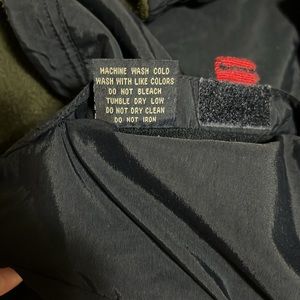 MACHINE WASH COLD
WASH WITH LIKE COLORS
DO NOT BLEACH
TUMBLE DRY LOW
DO NOT DRY CLEAN
DO NOT IRON